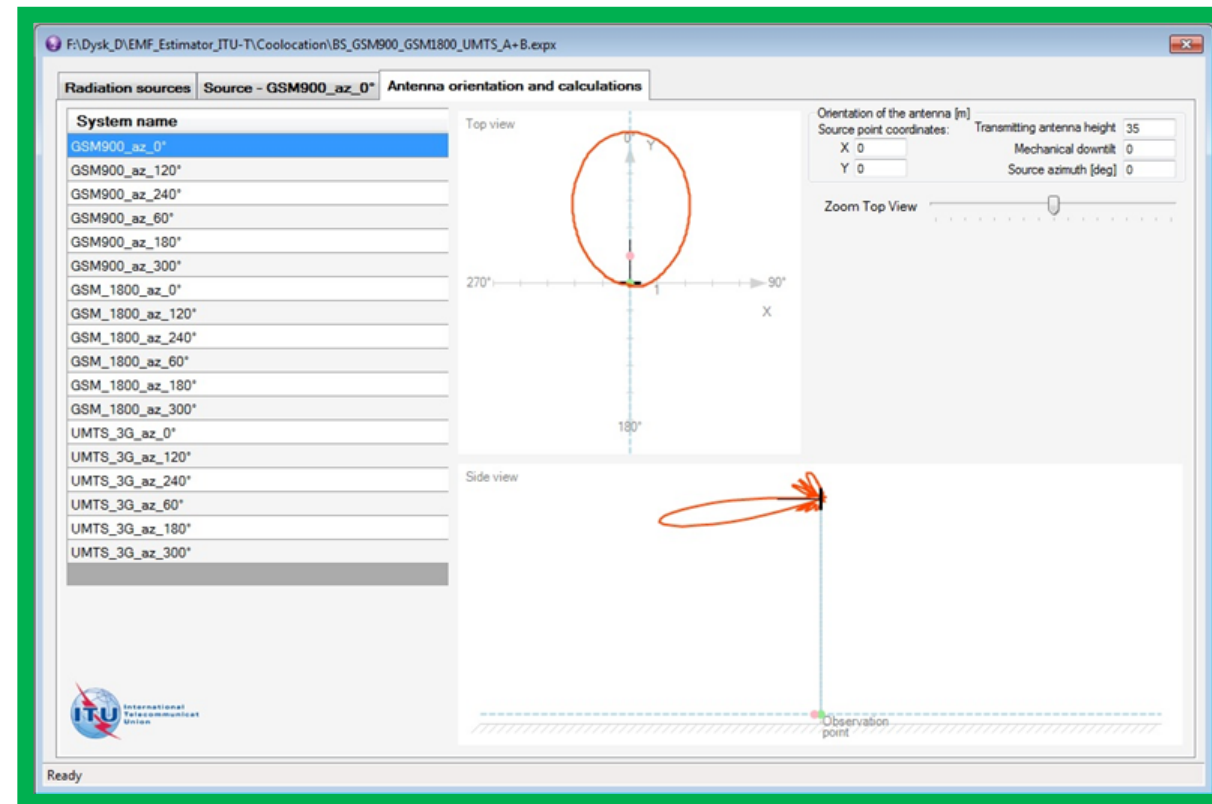 F:\Dysk_D\EMF_Estimator_ITU-T\Coolocation\BS_GSM900_GSM1800_UMTS_A+B.expx
Radiation sources Source - GSM900_az_0° Antenna orientation and calculations
System name
GSM900_az_0°
GSM900_az_120°
GSM900_az_240°
GSM900_az_60°
GSM900_az_180°
GSM900_az_300°
GSM_1800_az_0°
GSM_1800_az_120°
GSM_1800_az_240°
GSM_1800_az_60°
GSM_1800_az_180°
GSM_1800_az_300°
UMTS_3G_az_0°
UMTS_3G_az_120°
UMTS_3G_az_240°
UMTS_3G_az_60°
UMTS_3G_az_180°
UMTS_3G_az_300°
Top view
0° Y
270° 1 90°
X
180°
Orientation of the antenna [m]
Source point coordinates: Transmitting antenna height 35
X 0 Mechanical downtilt 0
Y 0 Source azimuth [deg] 0
Zoom Top View
Side view
Observation
point
ITU
International
Telecommunicat
Union
Ready